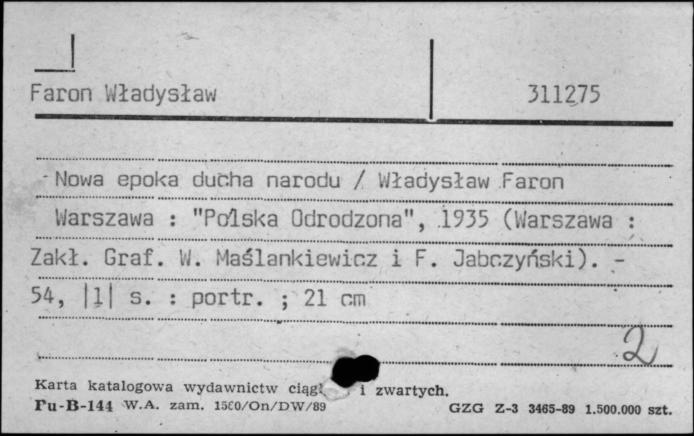 Faron Władysław 311275
Nowa epoka ducha narodu / Władysław Faron
Warszawa : "Polska Odrodzona", 1935 (Warszawa :
Zakł. Graf. W. Maślankiewicz i F. Jabczyński). -
54, |1| s. : portr. ; 21 cm
2
Karta katalogowa wydawnictw i zwartych.
Pu-B-144 W.A. zam. 1500/On/DW/89 GZG Z-3 3465-89 1.500.000 szt.